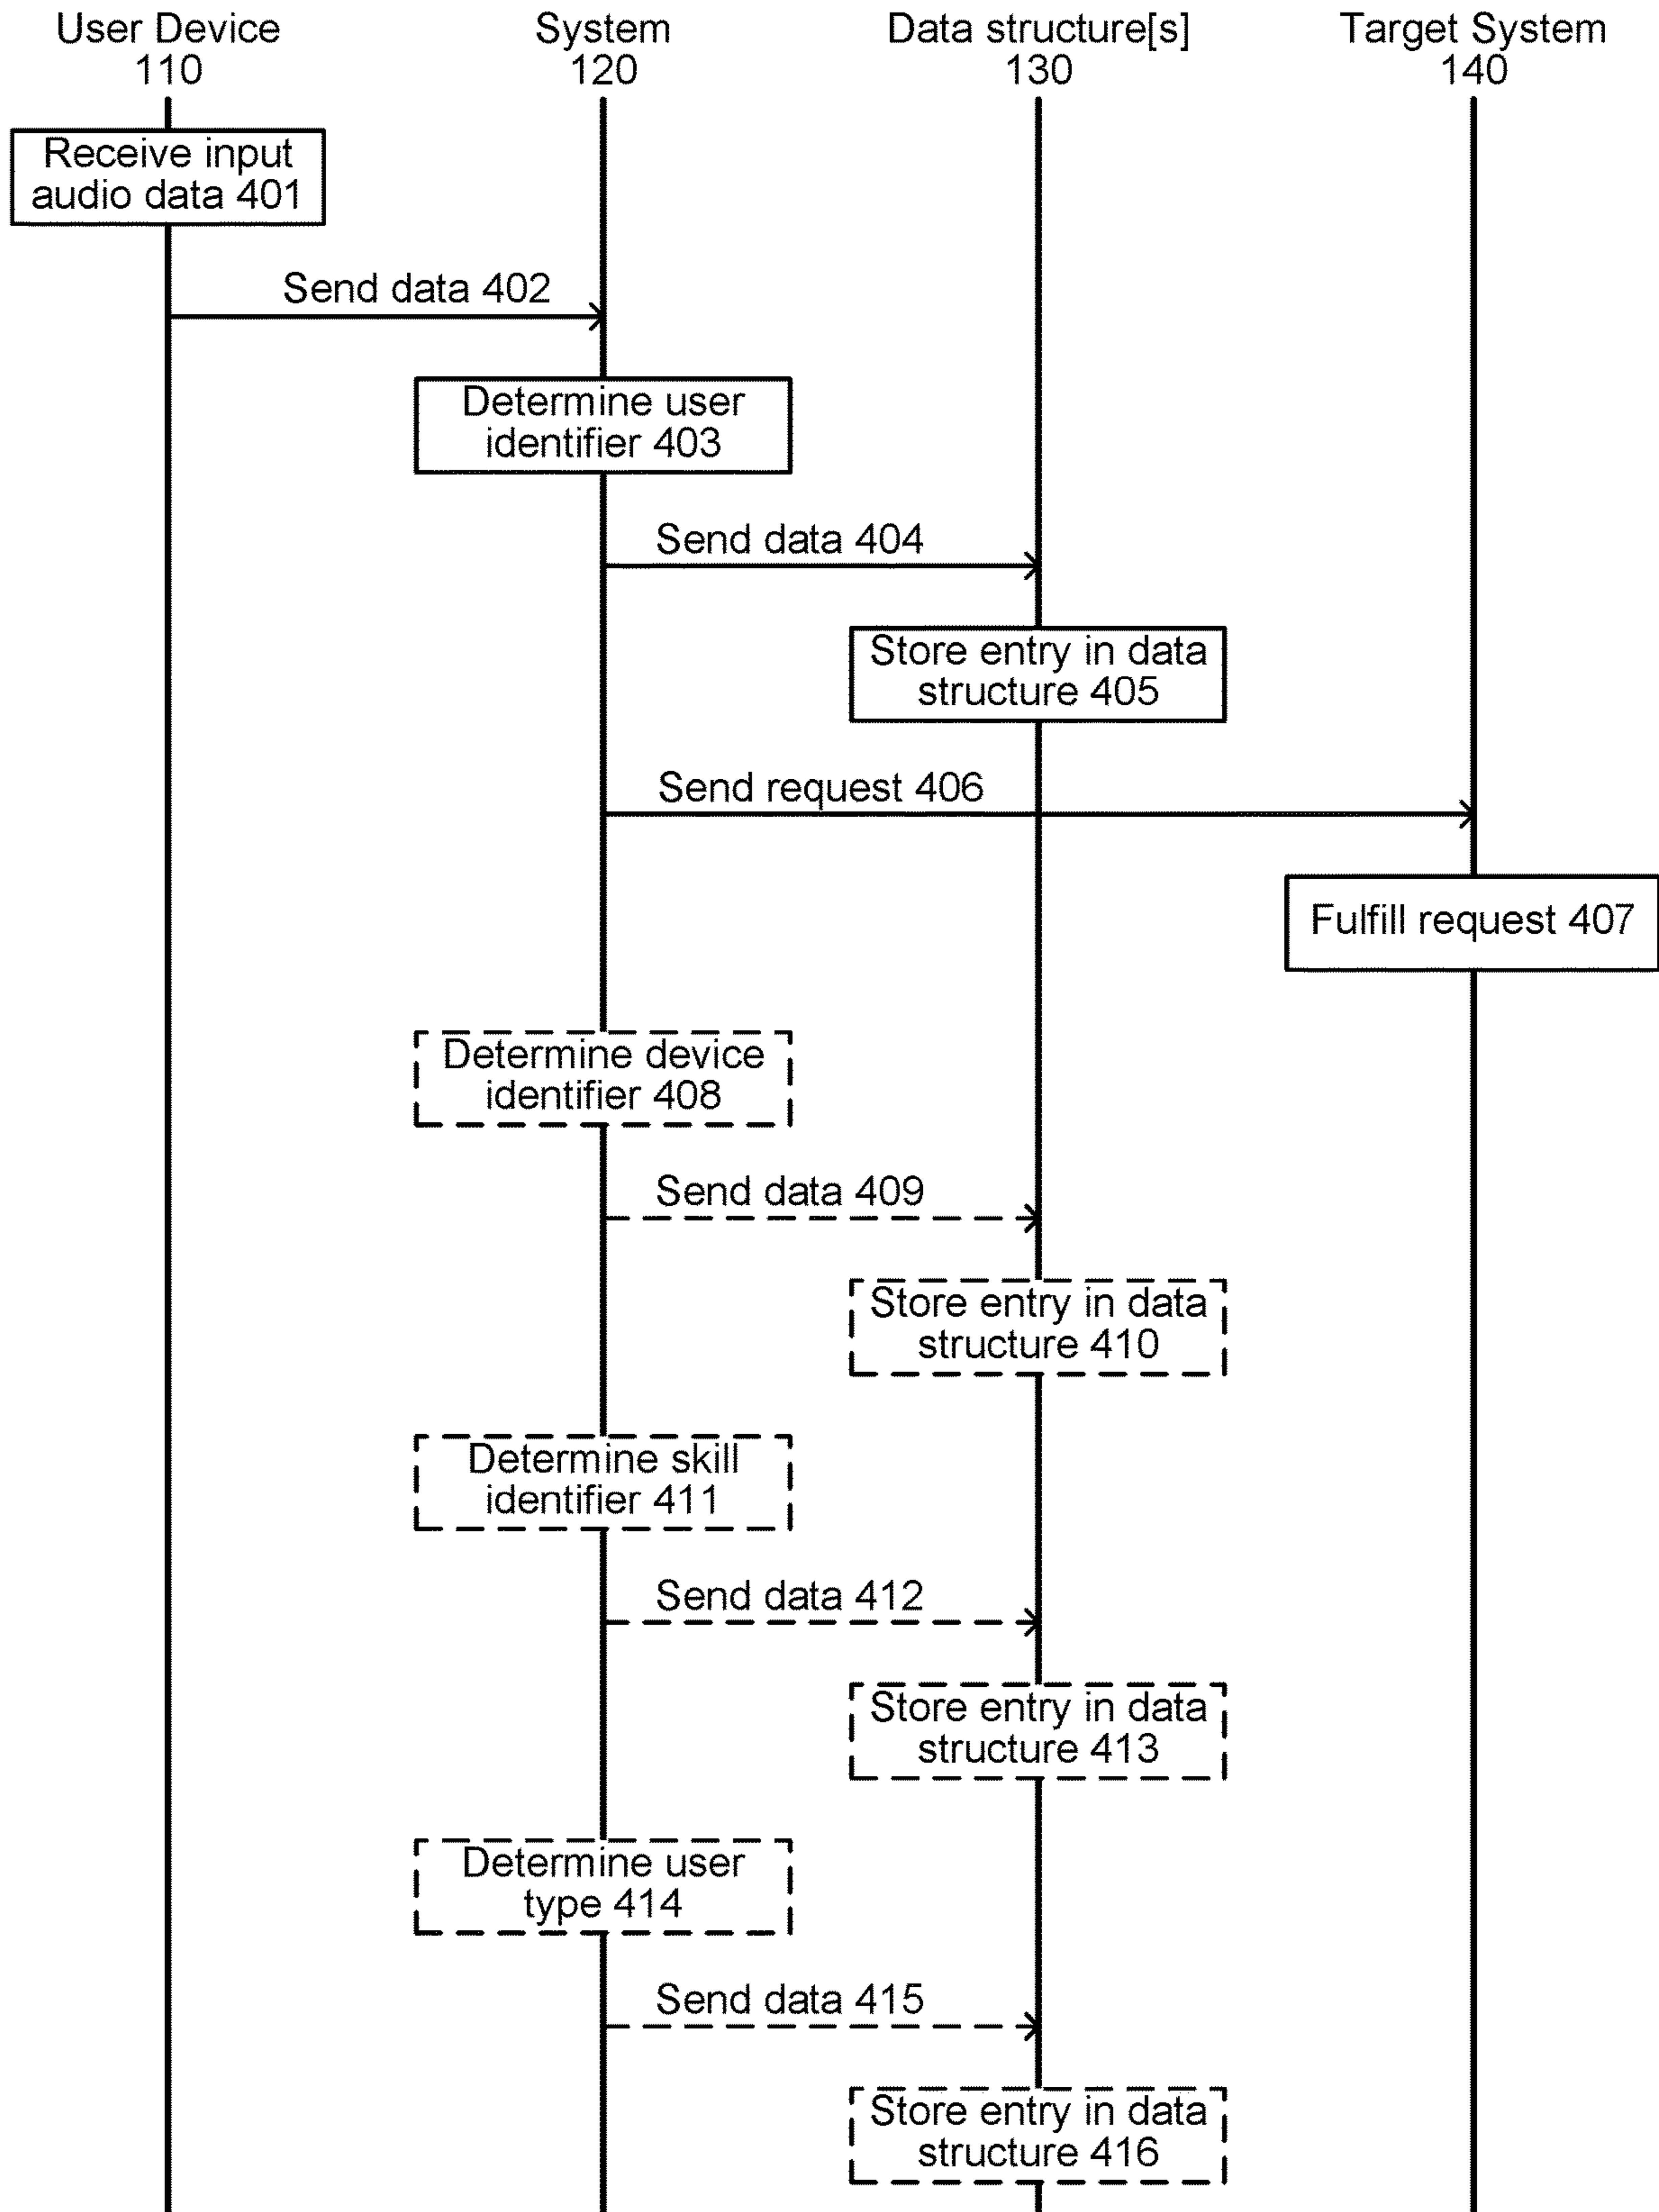 User Device
110
System
120
Data structure[s]
130
Target System
140
Receive input
audio data 401
Send data 402
Determine user
identifier 403
Send data 404
Store entry in data
structure 405
Send request 406
Fulfill request 407
Determine device
identifier 408
Send data 409
Store entry in data
structure 410
Determine skill
identifier 411
Send data 412
Store entry in data
structure 413
Determine user
type 414
Send data 415
Store entry in data
structure 416